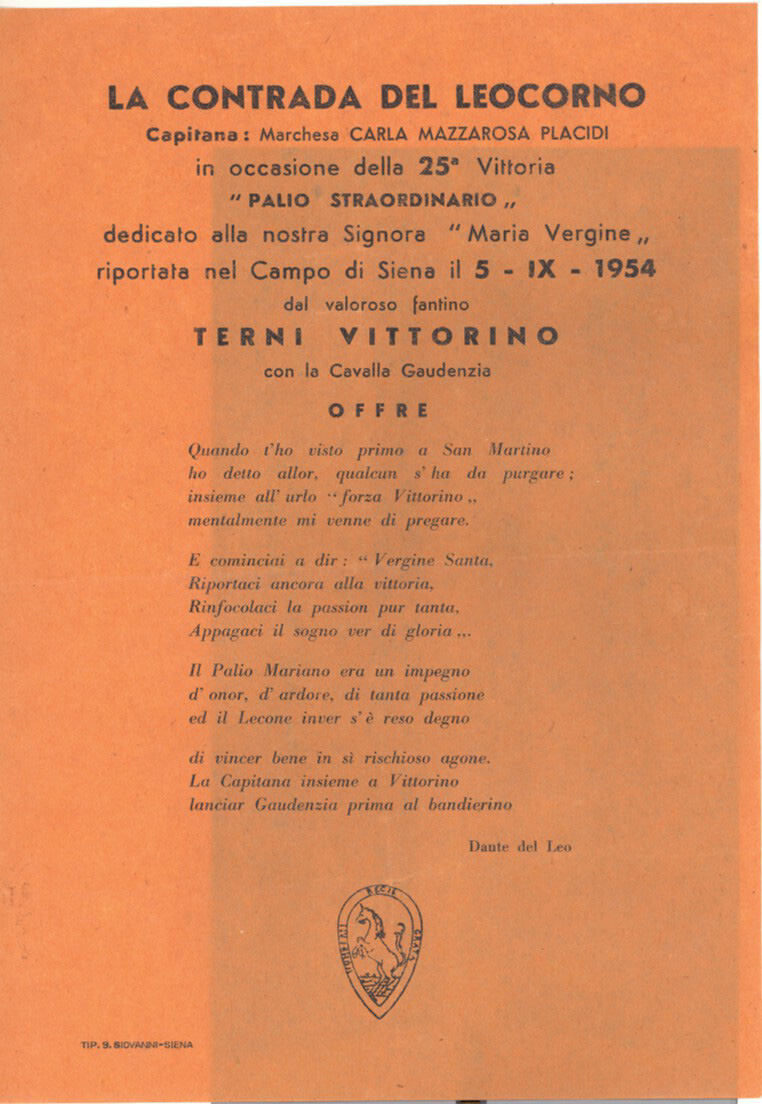 LA CONTRADA DEL LEOCORNO
Capitana: Marchesa CARLA MAZZAROSA PLACIDI
in occasione della 25ª Vittoria
“ PALIO STRAORDINARIO „
dedicato alla nostra Signora “ Maria Vergine „
riportata nel Campo di Siena il 5 - IX - 1954
dal valoroso fantino
TERNI VITTORINO
con la Cavalla Gaudenzia
OFFRE
Quando t'ho visto primo a San Martino
ho detto allor, qualcun s' ha da purgare ;
insieme all' urlo “ forza Vittorino „
mentalmente mi venne di pregare.
E cominciai a dir : “ Vergine Santa,
Riportaci ancora alla vittoria,
Rinfocolaci la passion pur tanta,
Appagaci il sogno ver di gloria „.
Il Palio Mariano era un impegno
d' onor, d' ardore, di tanta passione
ed il Lecone inver s' è reso degno
di vincer bene in sì rischioso agone.
La Capitana insieme a Vittorino
lanciar Gaudenzia prima al bandierino
Dante del Leo
TIP. S. GIOVANNI-SIENA